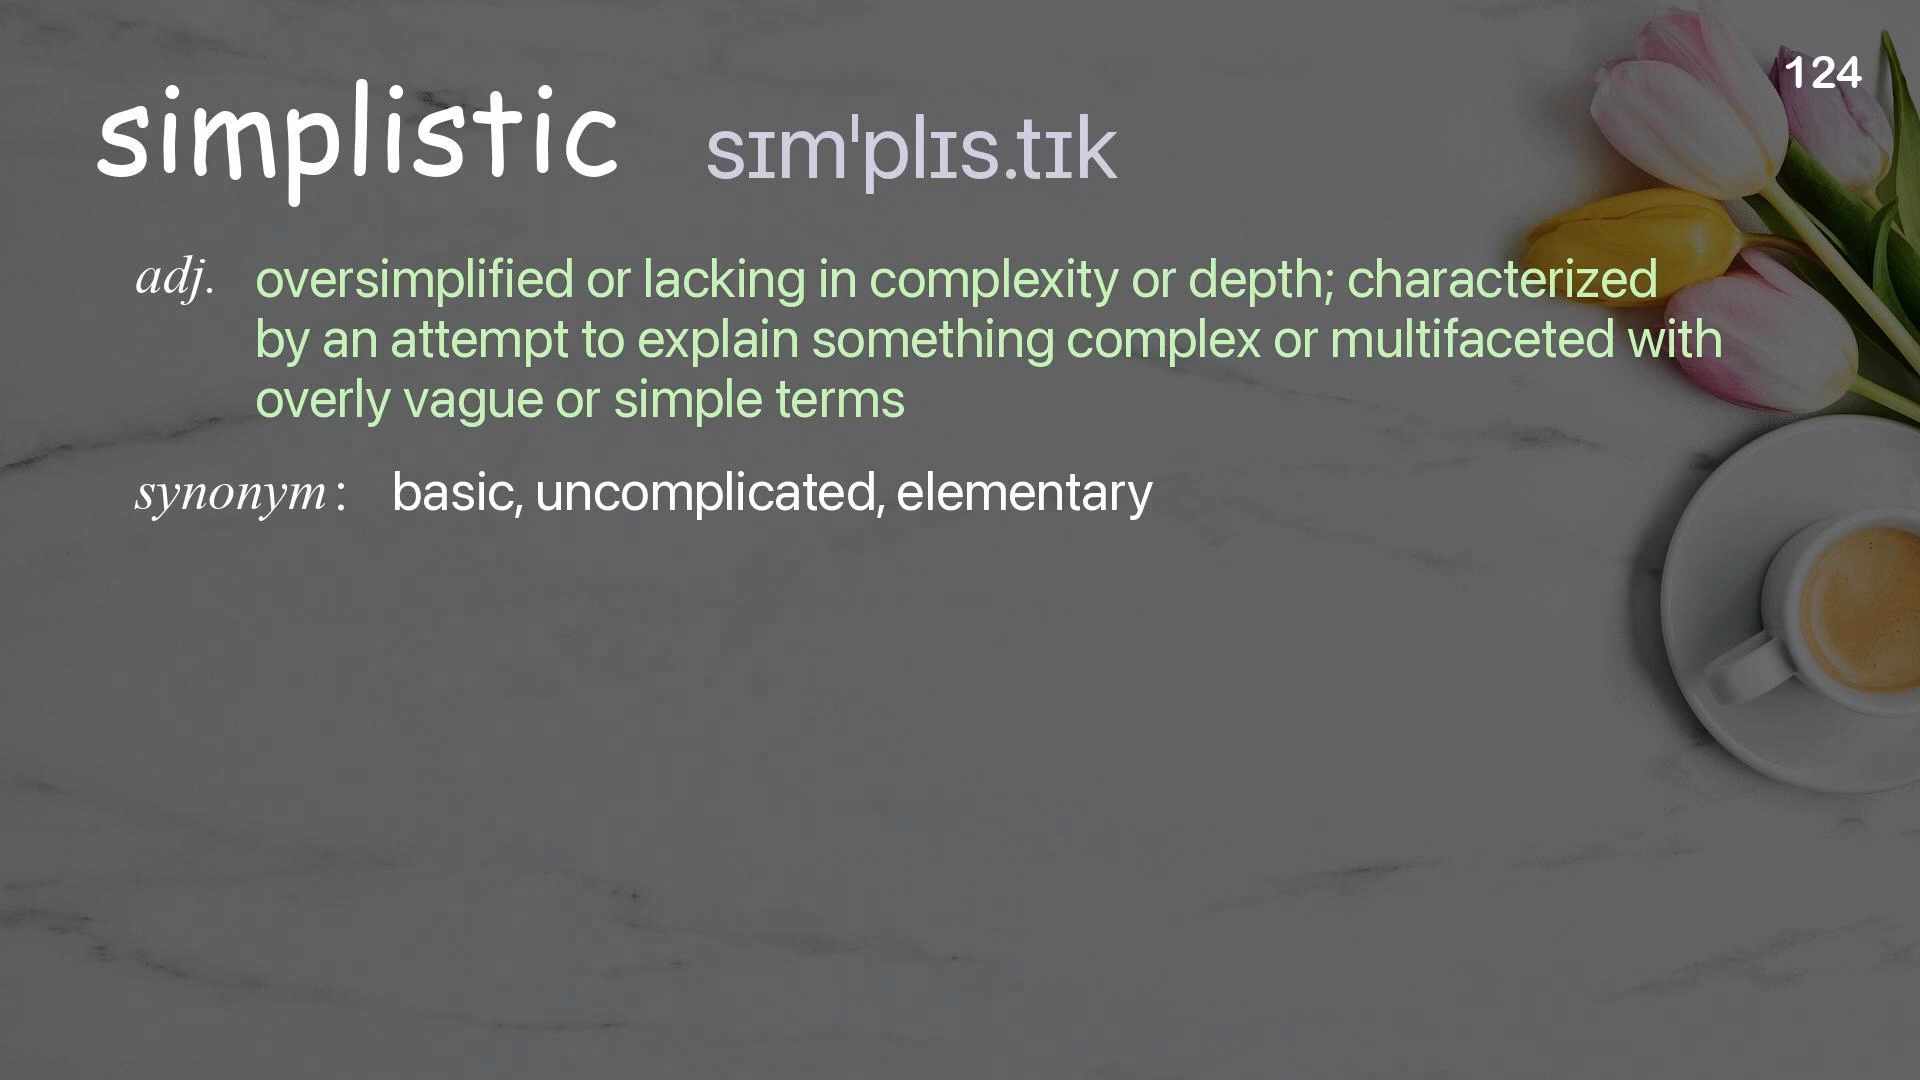 124
simplistic sɪmˈplɪs.tɪk
adj. oversimplified or lacking in complexity or depth; characterized
by an attempt to explain something complex or multifaceted with
overly vague or simple terms
synonym : basic, uncomplicated, elementary